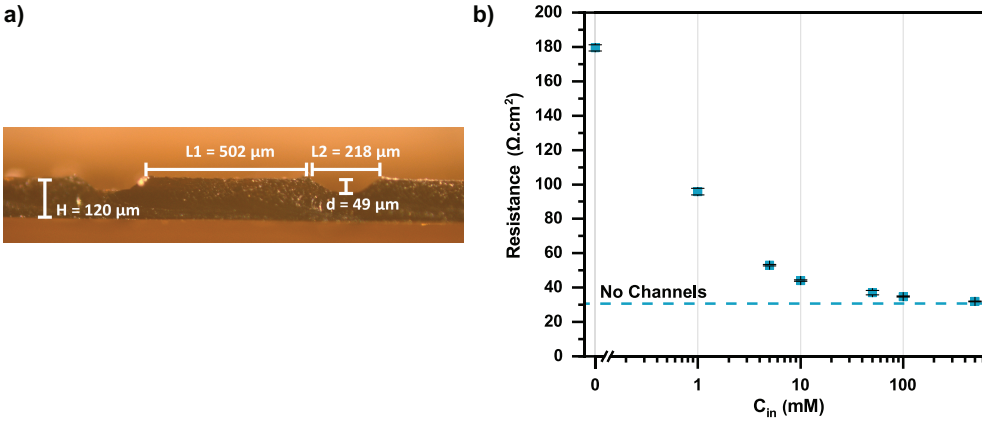 a)
L1 = 502 µm
L2 = 218 µm
H = 120 µm
d = 49 µm
b)
Resistance (Ω.cm²)
200
180
160
140
120
100
80
60
40
20
0
No Channels
0
1
10
100
C_in (mM)